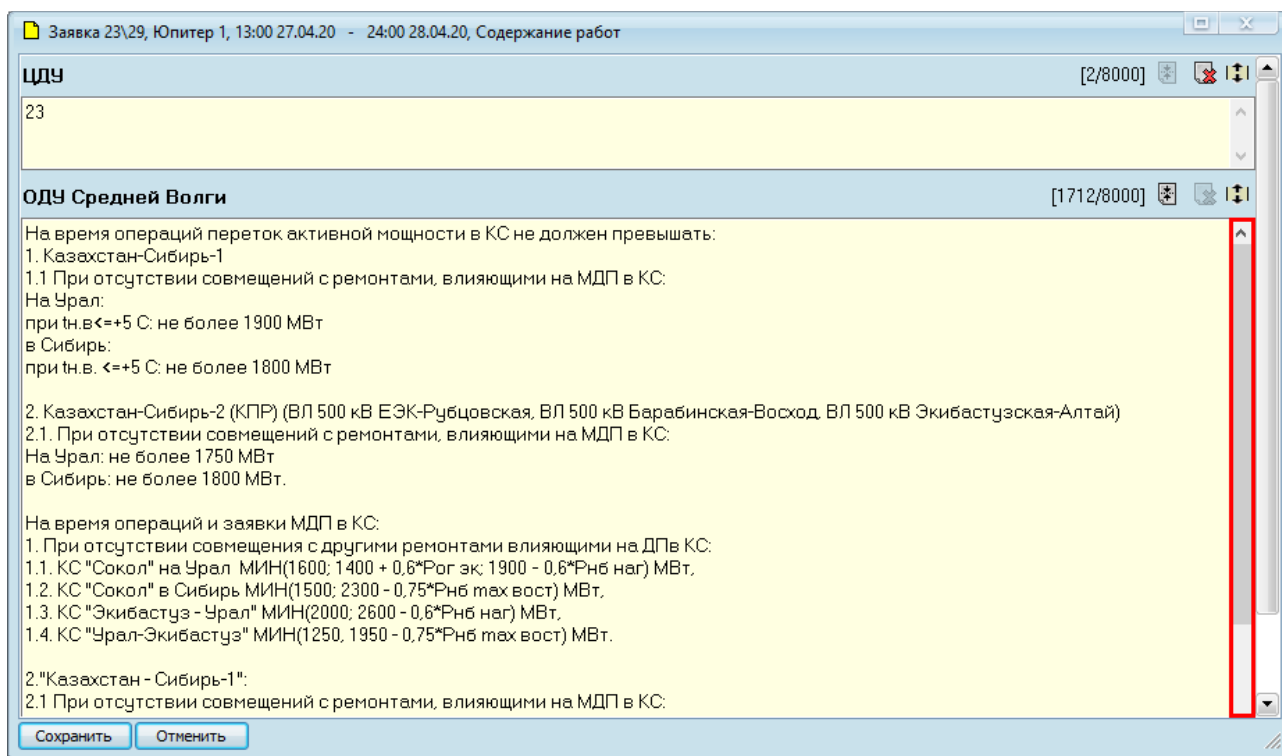 Заявка 23\29, Юпитер 1, 13:00 27.04.20 - 24:00 28.04.20, Содержание работ
ЦДУ [2/8000]
23
ОДУ Средней Волги [1712/8000]
На время операций переток активной мощности в КС не должен превышать:
1. Казахстан-Сибирь-1
1.1 При отсутствии совмещений с ремонтами, влияющими на МДП в КС:
На Урал:
при tн.в<=+5 С: не более 1900 МВт
в Сибирь:
при tн.в. <=+5 С: не более 1800 МВт
2. Казахстан-Сибирь-2 (КПР) (ВЛ 500 кВ ЕЭК-Рубцовская, ВЛ 500 кВ Барабинская-Восход, ВЛ 500 кВ Экибастузская-Алтай)
2.1. При отсутствии совмещений с ремонтами, влияющими на МДП в КС:
На Урал: не более 1750 МВт
в Сибирь: не более 1800 МВт.
На время операций и заявки МДП в КС:
1. При отсутствии совмещения с другими ремонтами влияющими на ДПв КС:
1.1. КС "Сокол" на Урал МИН(1600; 1400 + 0,6*Рог эк; 1900 - 0,6*Рнб наг) МВт,
1.2. КС "Сокол" в Сибирь МИН(1500; 2300 - 0,75*Рнб max вост) МВт,
1.3. КС "Экибастуз - Урал" МИН(2000; 2600 - 0,6*Рнб наг) МВт,
1.4. КС "Урал-Экибастуз" МИН(1250, 1950 - 0,75*Рнб max вост) МВт.
2."Казахстан - Сибирь-1":
2.1 При отсутствии совмещений с ремонтами, влияющими на МДП в КС:
Сохранить Отменить